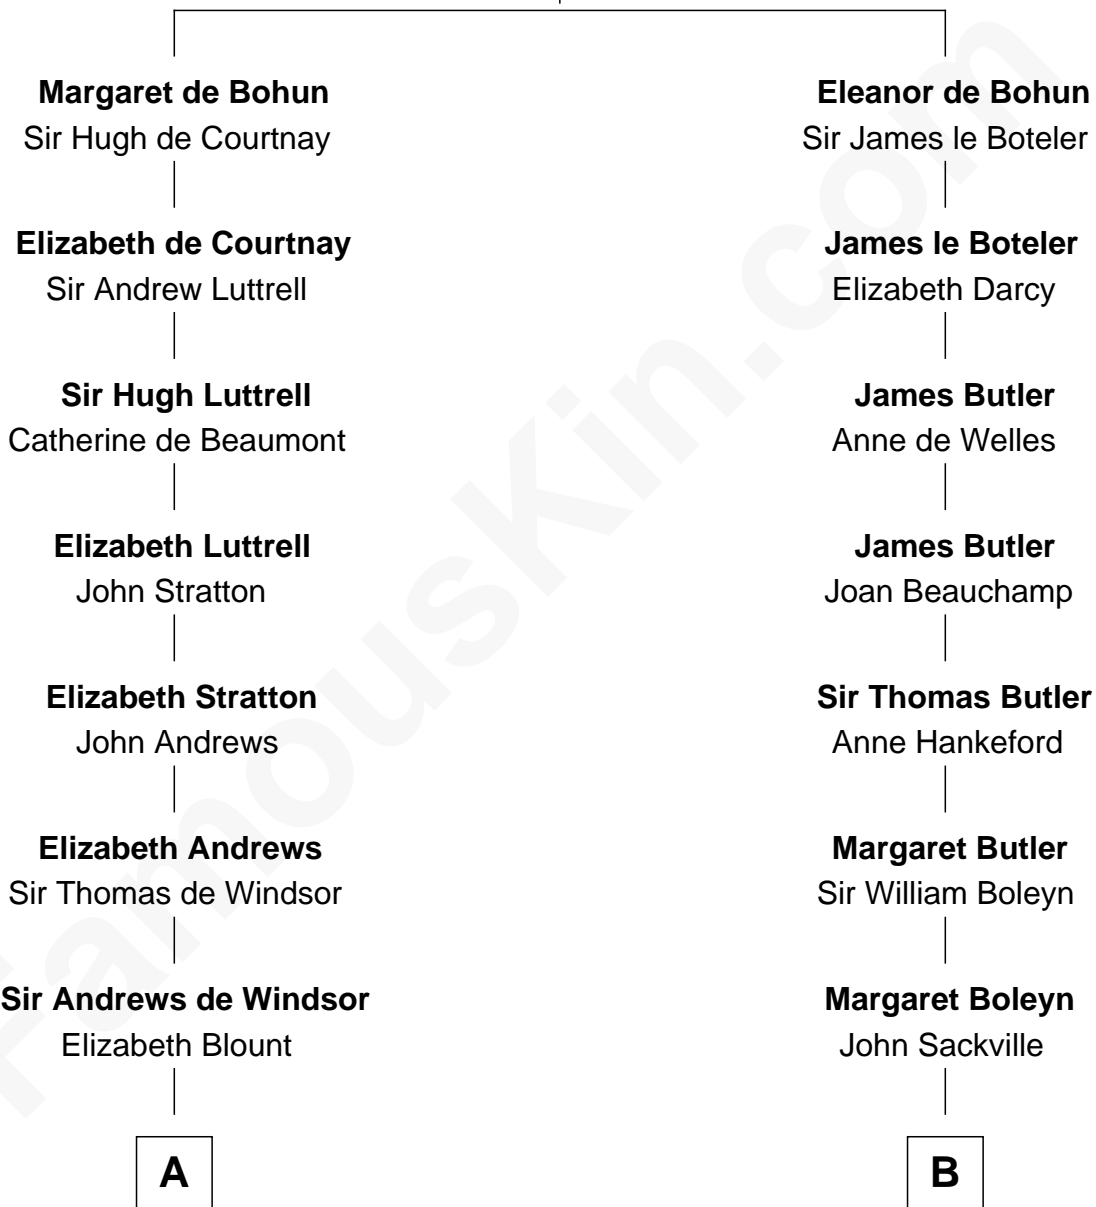 Margaret de Bohun
Sir Hugh de Courtnay
Elizabeth de Courtnay
Sir Andrew Luttrell
Sir Hugh Luttrell
Catherine de Beaumont
Elizabeth Luttrell
John Stratton
Elizabeth Stratton
John Andrews
Elizabeth Andrews
Sir Thomas de Windsor
Sir Andrews de Windsor
Elizabeth Blount
A
Eleanor de Bohun
Sir James le Boteler
James le Boteler
Elizabeth Darcy
James Butler
Anne de Welles
James Butler
Joan Beauchamp
Sir Thomas Butler
Anne Hankeford
Margaret Butler
Sir William Boleyn
Margaret Boleyn
John Sackville
B
FamousKin.com